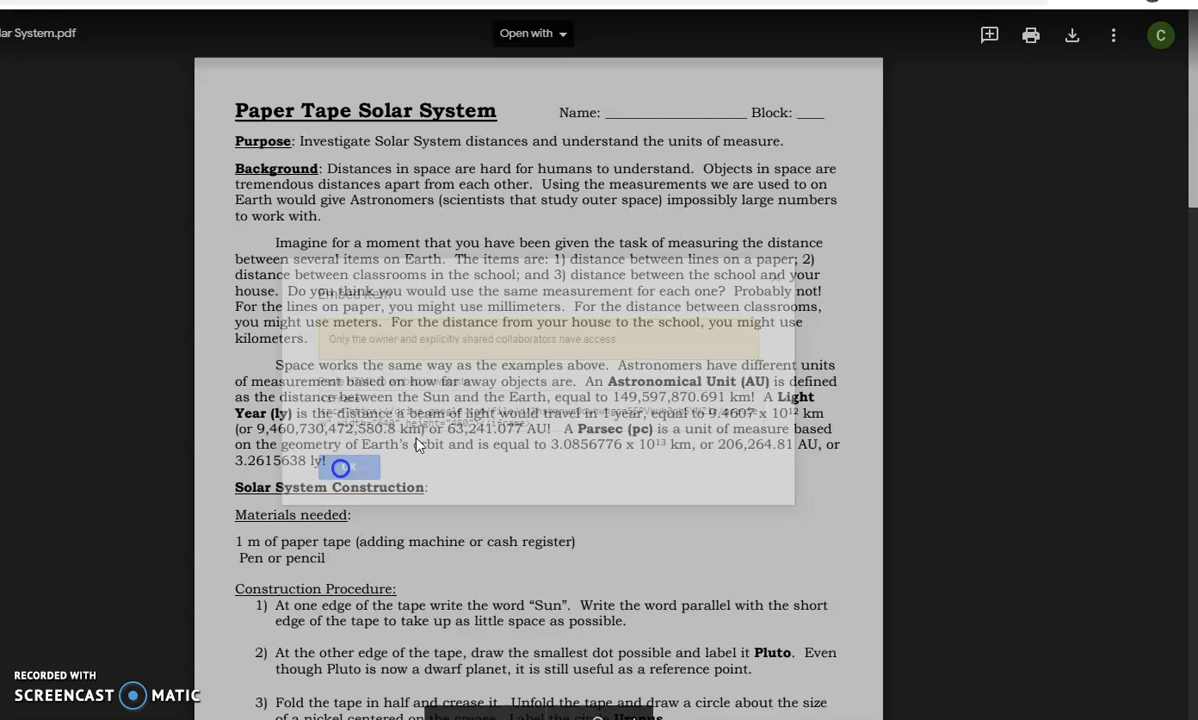 lar System.pdf
Open with
C
Paper Tape Solar System Name: ____________________ Block: ____
Purpose: Investigate Solar System distances and understand the units of measure.
Background: Distances in space are hard for humans to understand. Objects in space are
tremendous distances apart from each other. Using the measurements we are used to on
Earth would give Astronomers (scientists that study outer space) impossibly large numbers
to work with.
Imagine for a moment that you have been given the task of measuring the distance
between several items on Earth. The items are: 1) distance between lines on a paper; 2)
distance between classrooms in the school; and 3) distance between the school and your
house. Do you think you would use the same measurement for each one? Probably not!
Embed Item
For the lines on paper, you might use millimeters. For the distance between classrooms,
you might use meters. For the distance from your house to the school, you might use
kilometers.
Only the owner and explicitly shared collaborators have access
Space works the same way as the examples above. Astronomers have different units
of measurement based on how far away objects are. An Astronomical Unit (AU) is defined
as the distance between the Sun and the Earth, equal to 149,597,870.691 km! A Light
Year (ly) is the distance a beam of light would travel in 1 year, equal to 9.4607 x 10¹² km
(or 9,460,730,472,580.8 km) or 63,241.077 AU! A Parsec (pc) is a unit of measure based
on the geometry of Earth's orbit and is equal to 3.0856776 x 10¹³ km, or 206,264.81 AU, or
3.2615638 ly!
OK
Solar System Construction:
Materials needed:
1 m of paper tape (adding machine or cash register)
Pen or pencil
Construction Procedure:
1) At one edge of the tape write the word “Sun”. Write the word parallel with the short
edge of the tape to take up as little space as possible.
2) At the other edge of the tape, draw the smallest dot possible and label it Pluto. Even
though Pluto is now a dwarf planet, it is still useful as a reference point.
3) Fold the tape in half and crease it. Unfold the tape and draw a circle about the size
of a nickel centered on the crease. Label the circle Uranus.
RECORDED WITH
SCREENCAST MATIC